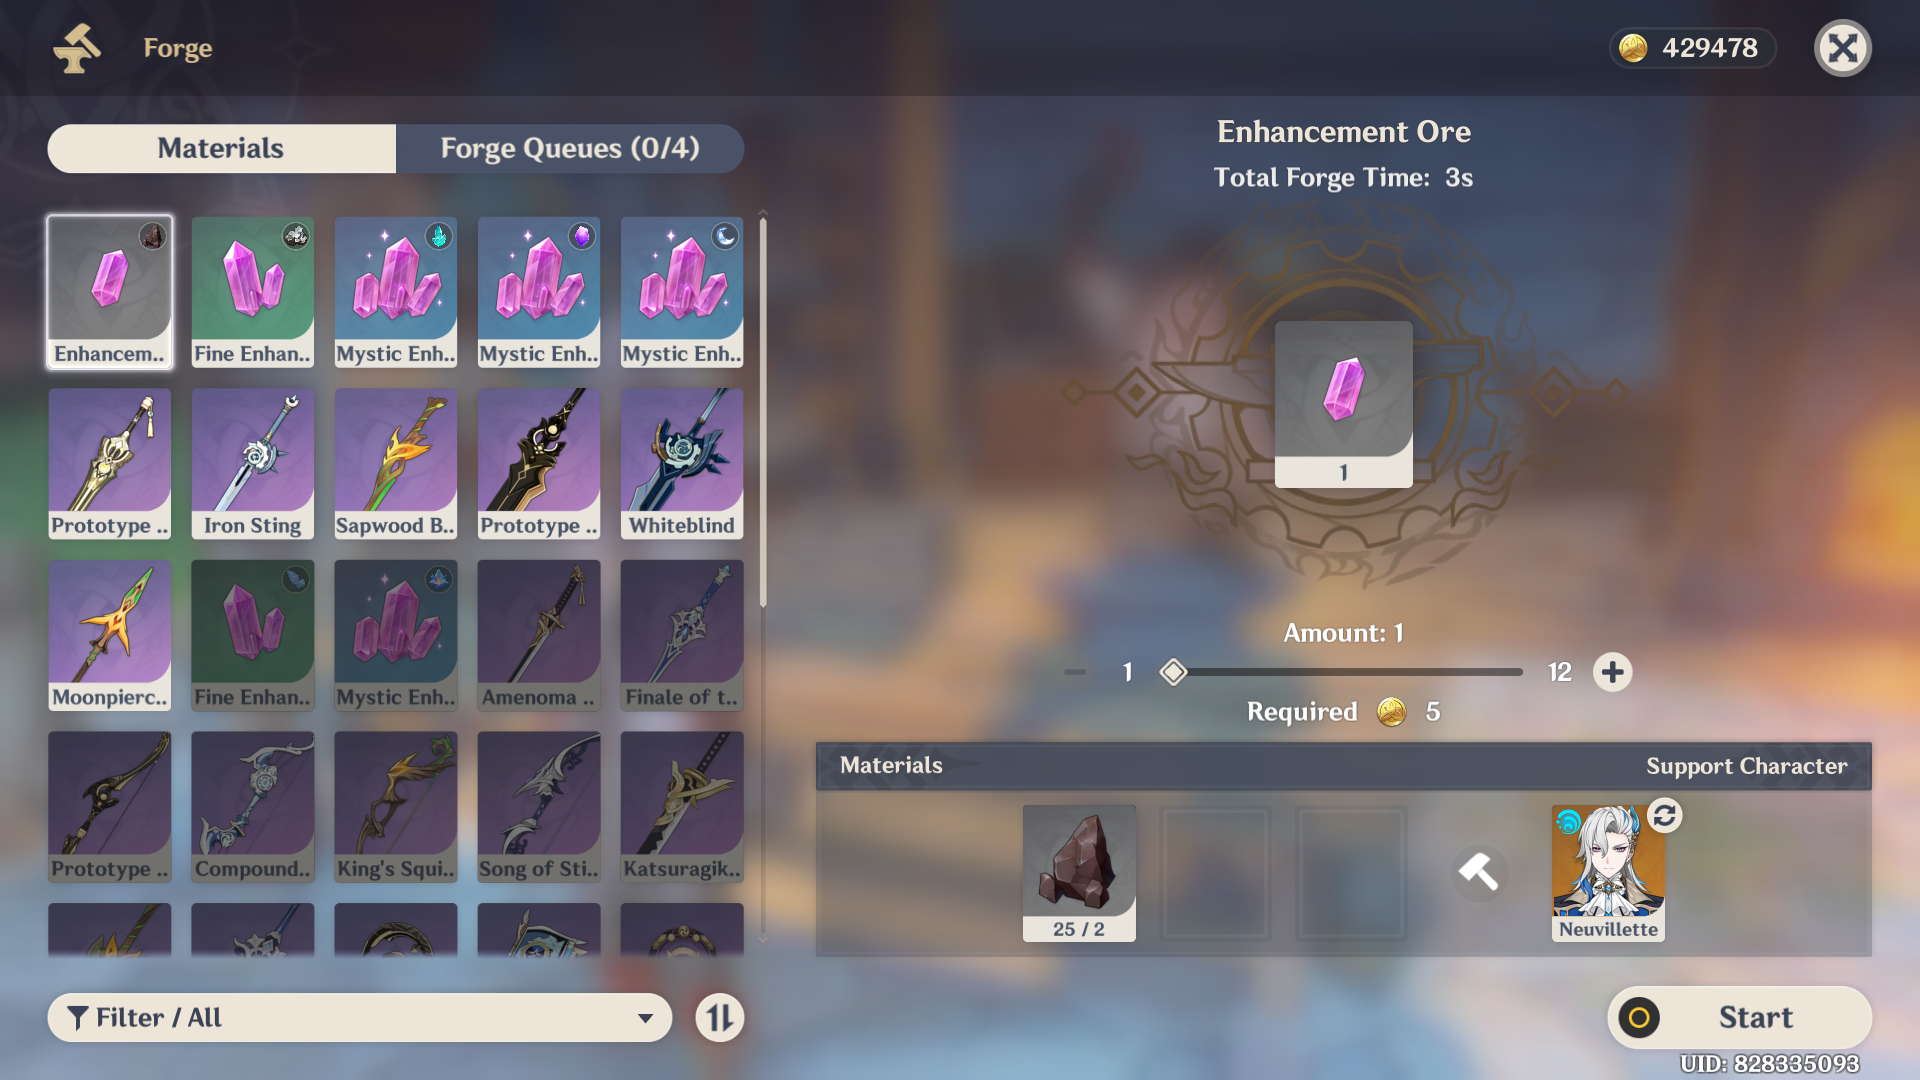 Forge
429478
Materials
Forge Queues (0/4)
Enhancement Ore
Total Forge Time: 3s
Enhancem..
Fine Enhan..
Mystic Enh..
Mystic Enh..
Mystic Enh..
1
Prototype ..
Iron Sting
Sapwood B..
Prototype ..
Whiteblind
Moonpierc..
Fine Enhan..
Mystic Enh..
Amenoma ..
Finale of t..
Amount: 1
1
12
Required 5
Prototype ..
Compound..
King's Squi..
Song of Sti..
Katsuragik..
Materials
Support Character
25 / 2
Neuvillette
Filter / All
Start
UID: 828335093